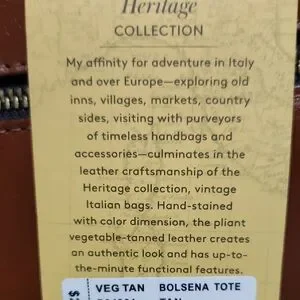 Heritage
COLLECTION
My affinity for adventure in Italy
and over Europe—exploring old
inns, villages, markets, country
sides, visiting with purveyors
of timeless handbags and
accessories—culminates in the
leather craftsmanship of the
Heritage collection, vintage
Italian bags. Hand-stained
with color dimension, the pliant
vegetable-tanned leather creates
an authentic look and has up-to-
the-minute functional features.
VEG TAN BOLSENA TOTE
TAN